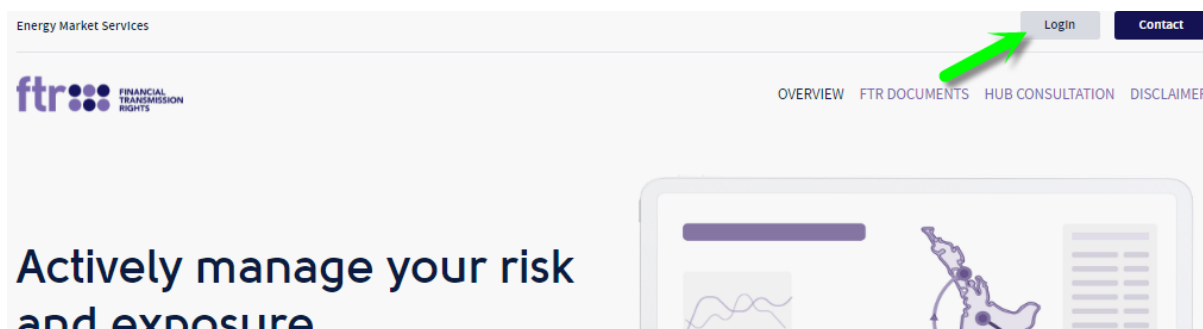 Energy Market Services
Login
Contact
ftr FINANCIAL
TRANSMISSION
RIGHTS
OVERVIEW FTR DOCUMENTS HUB CONSULTATION DISCLAIMER
Actively manage your risk
and exposure